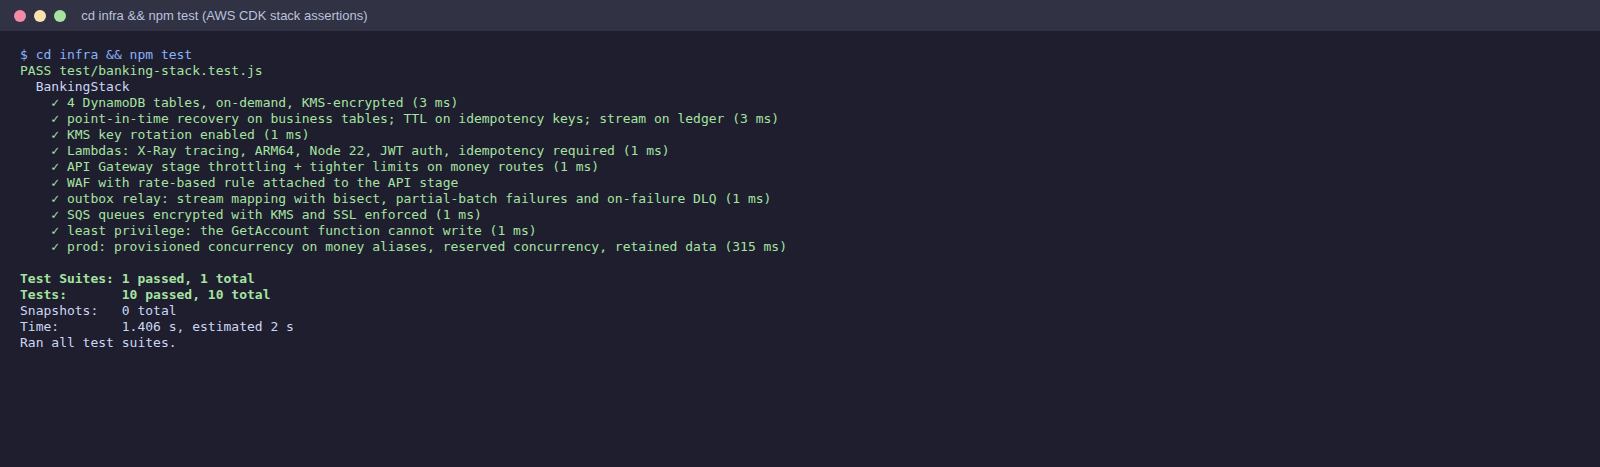 cd infra && npm test (AWS CDK stack assertions)
$ cd infra && npm test
PASS test/banking-stack.test.js
BankingStack
✓ 4 DynamoDB tables, on-demand, KMS-encrypted (3 ms)
✓ point-in-time recovery on business tables; TTL on idempotency keys; stream on ledger (3 ms)
✓ KMS key rotation enabled (1 ms)
✓ Lambdas: X-Ray tracing, ARM64, Node 22, JWT auth, idempotency required (1 ms)
✓ API Gateway stage throttling + tighter limits on money routes (1 ms)
✓ WAF with rate-based rule attached to the API stage
✓ outbox relay: stream mapping with bisect, partial-batch failures and on-failure DLQ (1 ms)
✓ SQS queues encrypted with KMS and SSL enforced (1 ms)
✓ least privilege: the GetAccount function cannot write (1 ms)
✓ prod: provisioned concurrency on money aliases, reserved concurrency, retained data (315 ms)
Test Suites: 1 passed, 1 total
Tests:       10 passed, 10 total
Snapshots:   0 total
Time:        1.406 s, estimated 2 s
Ran all test suites.